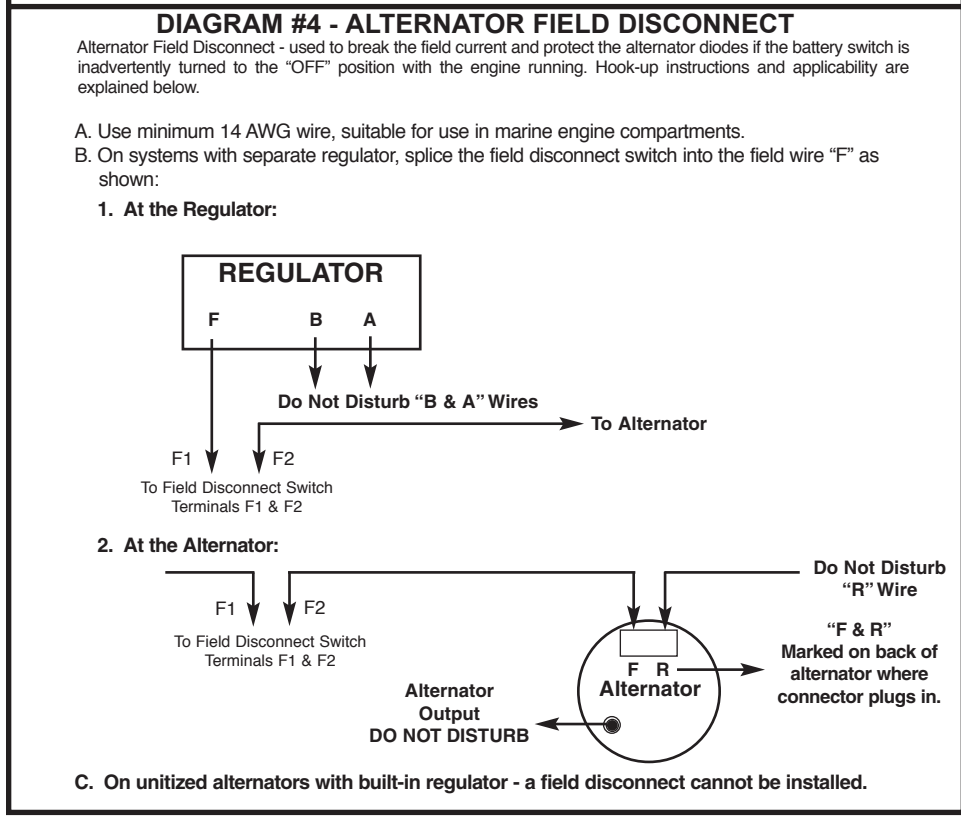 DIAGRAM #4 - ALTERNATOR FIELD DISCONNECT
Alternator Field Disconnect - used to break the field current and protect the alternator diodes if the battery switch is
inadvertently turned to the “OFF” position with the engine running. Hook-up instructions and applicability are
explained below.
A. Use minimum 14 AWG wire, suitable for use in marine engine compartments.
B. On systems with separate regulator, splice the field disconnect switch into the field wire “F” as
shown:
1. At the Regulator:
REGULATOR
F B A
Do Not Disturb “B & A” Wires
To Alternator
F1 F2
To Field Disconnect Switch
Terminals F1 & F2
2. At the Alternator:
Do Not Disturb
“R” Wire
F1 F2
To Field Disconnect Switch
Terminals F1 & F2
“F & R”
Marked on back of
alternator where
connector plugs in.
F R
Alternator
Alternator
Output
DO NOT DISTURB
C. On unitized alternators with built-in regulator - a field disconnect cannot be installed.